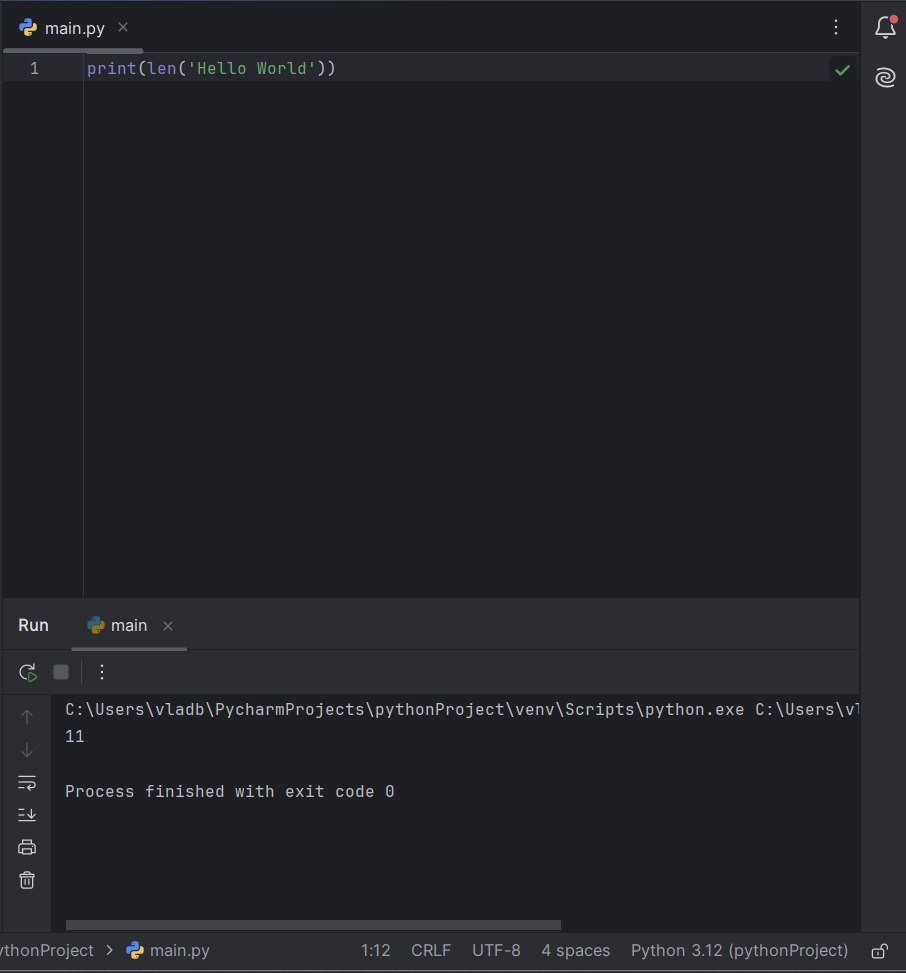 main.py
1 print(len('Hello World'))
Run main
C:\Users\vladb\PycharmProjects\pythonProject\venv\Scripts\python.exe C:\Users\vl
11
Process finished with exit code 0
ythonProject > main.py 1:12 CRLF UTF-8 4 spaces Python 3.12 (pythonProject)